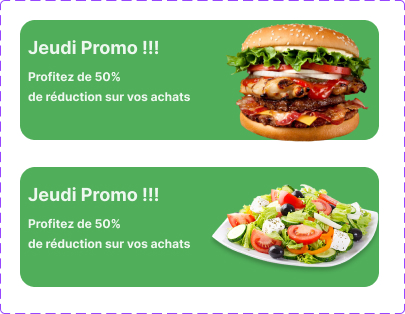 Jeudi Promo !!!
Profitez de 50%
de réduction sur vos achats
Jeudi Promo !!!
Profitez de 50%
de réduction sur vos achats